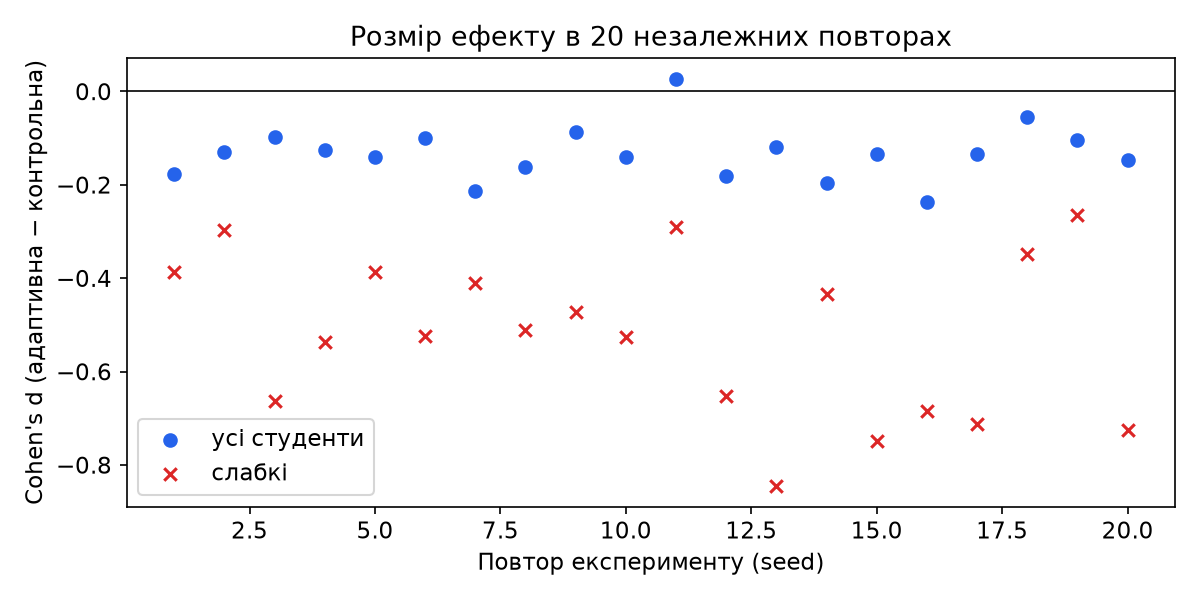 Розмір ефекту в 20 незалежних повторах
Cohen's d (адаптивна − контрольна)
0.0
−0.2
−0.4
−0.6
−0.8
усі студенти
слабкі
2.5 5.0 7.5 10.0 12.5 15.0 17.5 20.0
Повтор експерименту (seed)